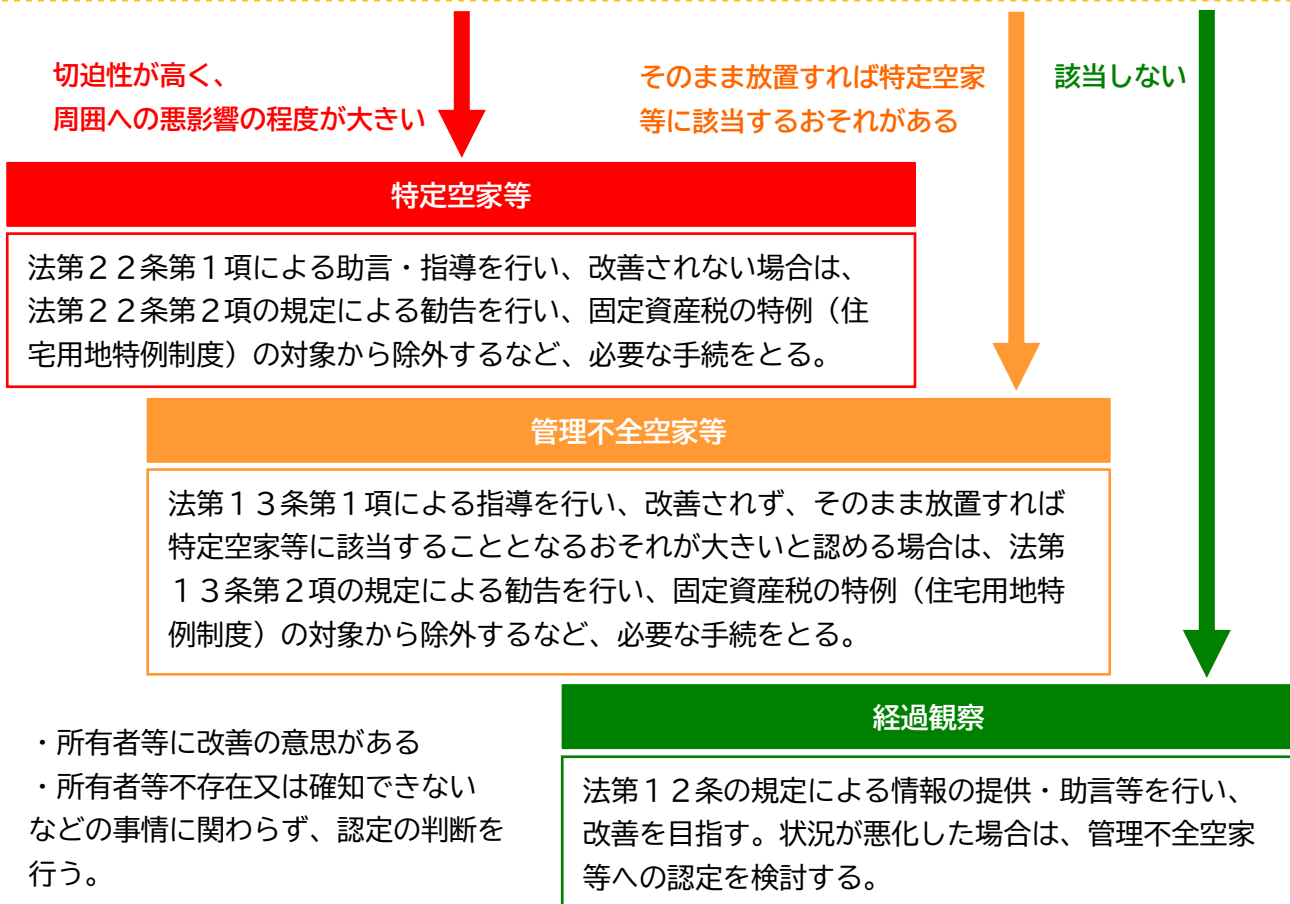 切迫性が高く、
周囲への悪影響の程度が大きい
そのまま放置すれば特定空家
等に該当するおそれがある
該当しない
特定空家等
法第２２条第１項による助言・指導を行い、改善されない場合は、
法第２２条第２項の規定による勧告を行い、固定資産税の特例（住
宅用地特例制度）の対象から除外するなど、必要な手続をとる。
管理不全空家等
法第１３条第１項による指導を行い、改善されず、そのまま放置すれば
特定空家等に該当することとなるおそれが大きいと認める場合は、法第
１３条第２項の規定による勧告を行い、固定資産税の特例（住宅用地特
例制度）の対象から除外するなど、必要な手続をとる。
・所有者等に改善の意思がある
・所有者等不存在又は確知できない
などの事情に関わらず、認定の判断を
行う。
経過観察
法第１２条の規定による情報の提供・助言等を行い、
改善を目指す。状況が悪化した場合は、管理不全空家
等への認定を検討する。